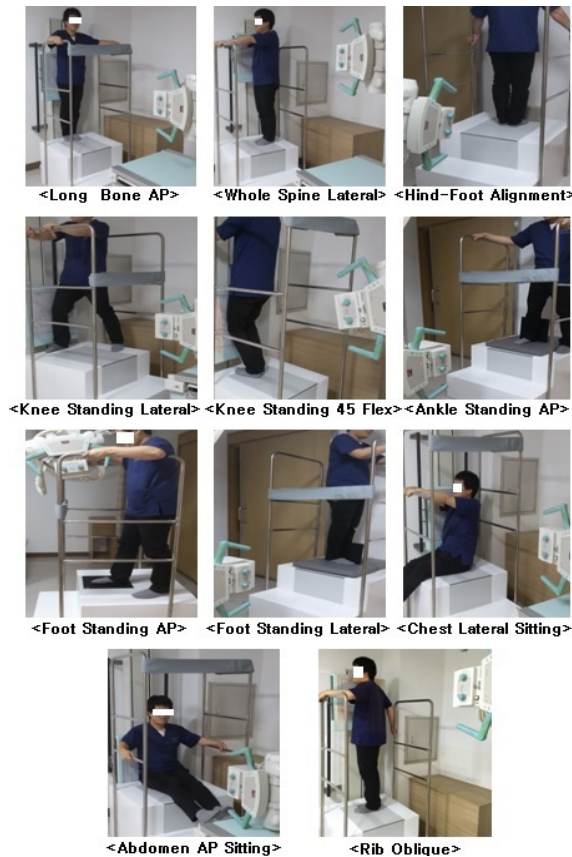 <Long Bone AP>
<Whole Spine Lateral>
<Hind-Foot Alignment>
<Knee Standing Lateral>
<Knee Standing 45 Flex>
<Ankle Standing AP>
<Foot Standing AP>
<Foot Standing Lateral>
<Chest Lateral Sitting>
<Abdomen AP Sitting>
<Rib Oblique>